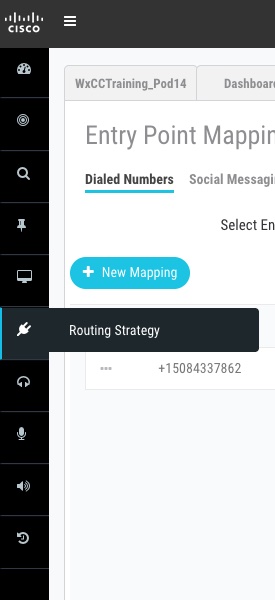 CISCO
WxCCTraining_Pod14
Dashboar
Entry Point Mappin
Dialed Numbers Social Messagi
Select En
+ New Mapping
Routing Strategy
+15084337862